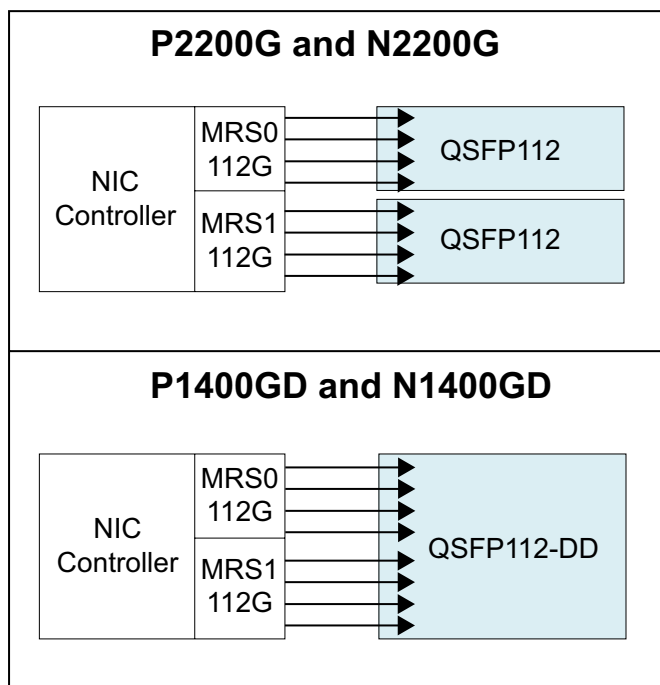 P2200G and N2200G
NIC
Controller
MRS0
112G
MRS1
112G
QSFP112
QSFP112
P1400GD and N1400GD
NIC
Controller
MRS0
112G
MRS1
112G
QSFP112-DD